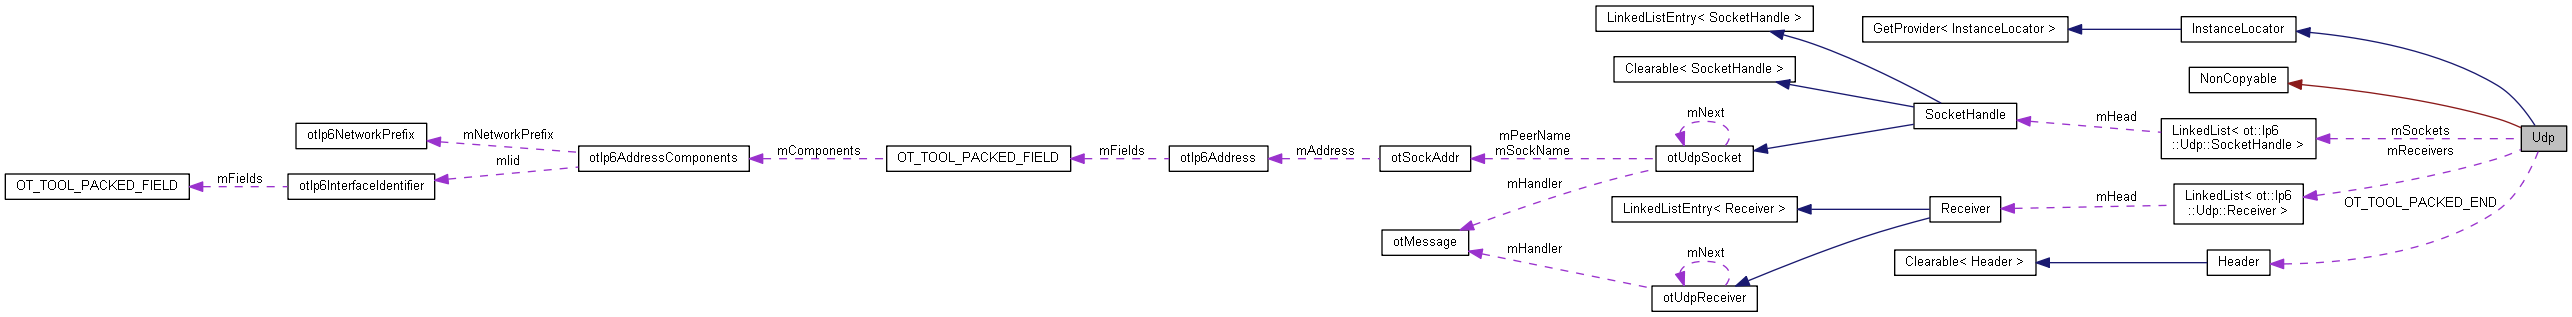 LinkedListEntry< SocketHandle >
GetProvider< InstanceLocator >
InstanceLocator
Clearable< SocketHandle >
NonCopyable
mNext
SocketHandle
mHead
LinkedList< ot::Ip6
::Udp::SocketHandle >
mSockets
Udp
otIp6NetworkPrefix
mNetworkPrefix
mIid
otIp6AddressComponents
mComponents
OT_TOOL_PACKED_FIELD
mFields
otIp6Address
mAddress
otSockAddr
mPeerName
mSockName
otUdpSocket
mReceivers
OT_TOOL_PACKED_FIELD
mFields
otIp6InterfaceIdentifier
mHandler
LinkedListEntry< Receiver >
Receiver
mHead
LinkedList< ot::Ip6
::Udp::Receiver >
OT_TOOL_PACKED_END
otMessage
mHandler
mNext
Clearable< Header >
Header
otUdpReceiver